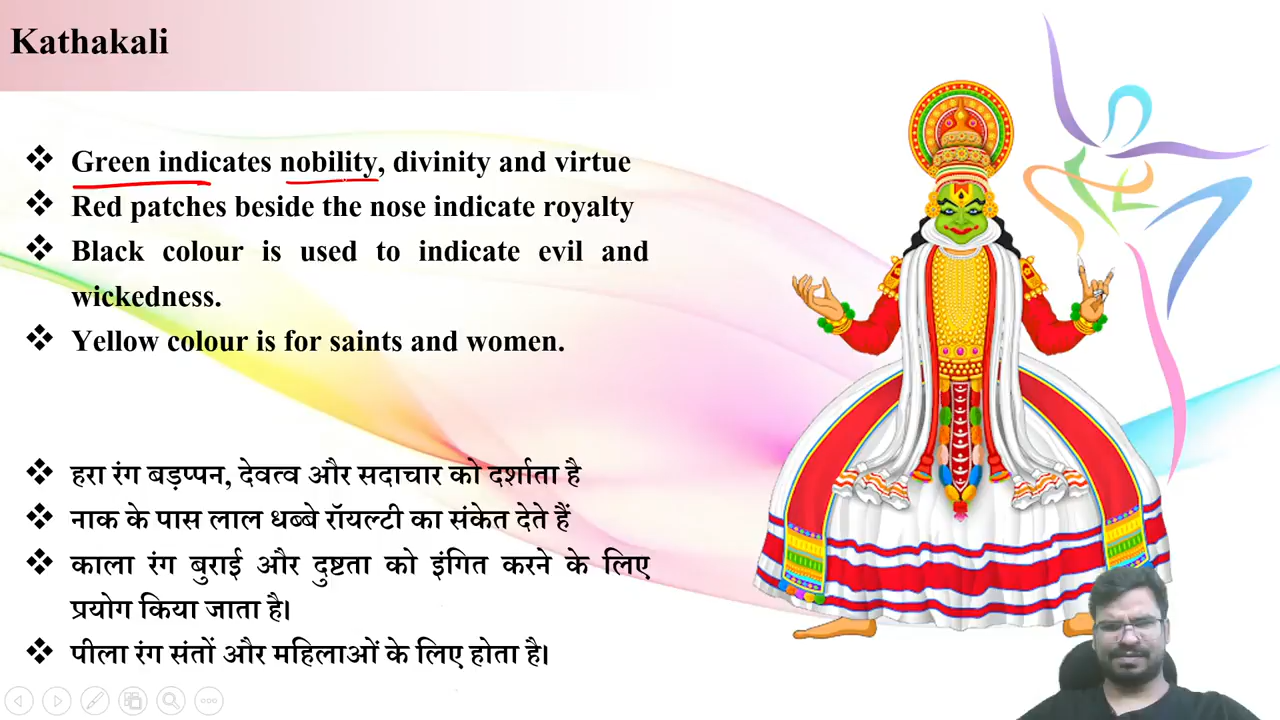 Kathakali
❖ Green indicates nobility, divinity and virtue
❖ Red patches beside the nose indicate royalty
❖ Black colour is used to indicate evil and
wickedness.
❖ Yellow colour is for saints and women.
❖ हरा रंग बड़प्पन, देवत्व और सदाचार को दर्शाता है
❖ नाक के पास लाल धब्बे रॉयल्टी का संकेत देते हैं
❖ काला रंग बुराई और दुष्टता को इंगित करने के लिए
प्रयोग किया जाता है।
❖ पीला रंग संतों और महिलाओं के लिए होता है।